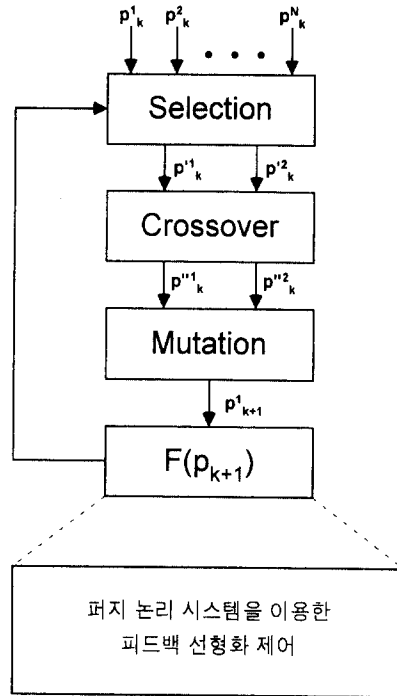 p¹ₖ p²ₖ • • • pᴺₖ
Selection
p'¹ₖ p'²ₖ
Crossover
p''¹ₖ p''²ₖ
Mutation
p¹ₖ₊₁
F(pₖ₊₁)
퍼지 논리 시스템을 이용한
피드백 선형화 제어